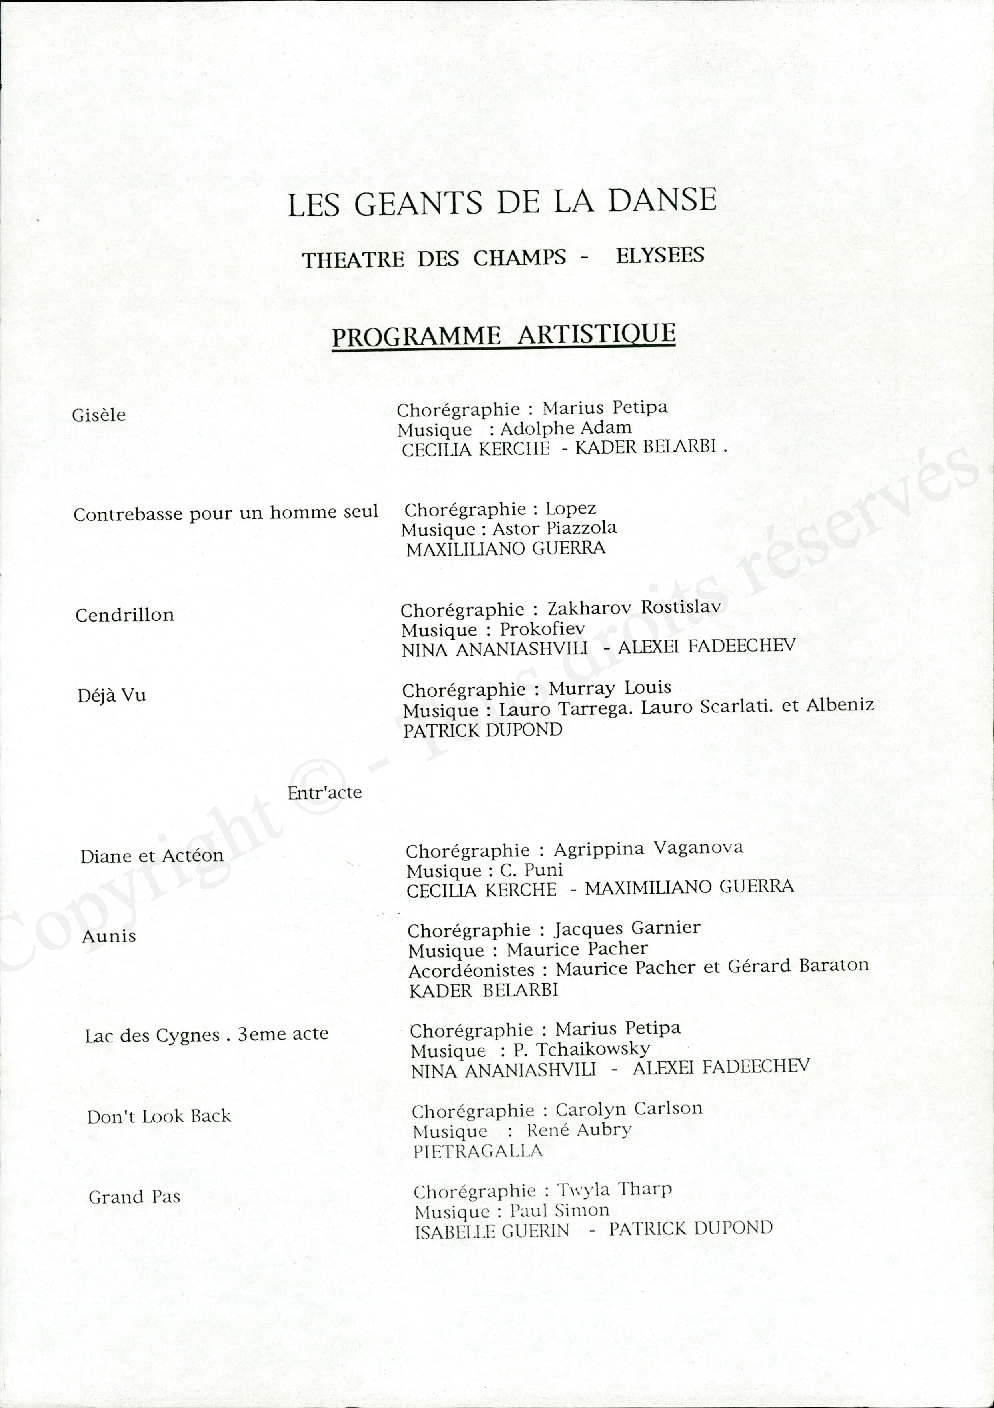 LES GEANTS DE LA DANSE
THEATRE DES CHAMPS - ELYSEES
PROGRAMME ARTISTIQUE
Gisèle
Chorégraphie : Marius Petipa
Musique : Adolphe Adam
CECILIA KERCHE - KADER BELARBI .
Contrebasse pour un homme seul
Chorégraphie : Lopez
Musique : Astor Piazzola
MAXILILIANO GUERRA
Cendrillon
Chorégraphie : Zakharov Rostislav
Musique : Prokofiev
NINA ANANIASHVILI - ALEXEI FADEECHEV
Déjà Vu
Chorégraphie : Murray Louis
Musique : Lauro Tarrega. Lauro Scarlati. et Albeniz
PATRICK DUPOND
Entr'acte
Diane et Actéon
Chorégraphie : Agrippina Vaganova
Musique : C. Puni
CECILIA KERCHE - MAXIMILIANO GUERRA
Aunis
Chorégraphie : Jacques Garnier
Musique : Maurice Pacher
Acordéonistes : Maurice Pacher et Gérard Baraton
KADER BELARBI
Lac des Cygnes . 3eme acte
Chorégraphie : Marius Petipa
Musique : P. Tchaikowsky
NINA ANANIASHVILI - ALEXEI FADEECHEV
Don't Look Back
Chorégraphie : Carolyn Carlson
Musique : René Aubry
PIETRAGALLA
Grand Pas
Chorégraphie : Twyla Tharp
Musique : Paul Simon
ISABELLE GUERIN - PATRICK DUPOND
Copyright © - Tous droits réservés.